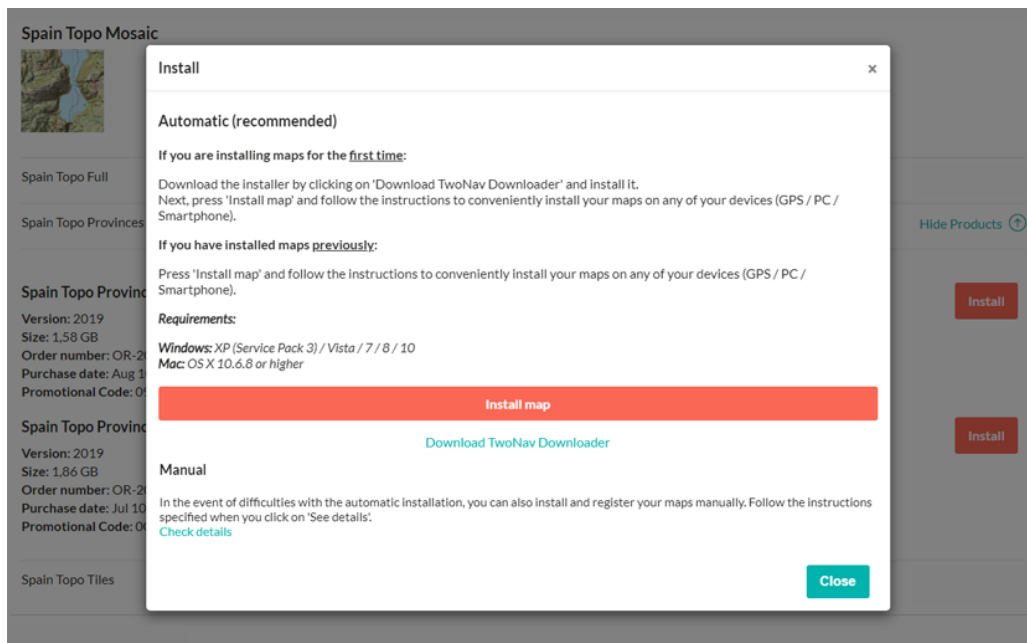 Spain Topo Mosaic
Install
×
Automatic (recommended)
If you are installing maps for the first time:
Spain Topo Full
Download the installer by clicking on 'Download TwoNav Downloader' and install it.
Next, press 'Install map' and follow the instructions to conveniently install your maps on any of your devices (GPS / PC /
Smartphone).
Spain Topo Provinces
Hide Products
If you have installed maps previously:
Press 'Install map' and follow the instructions to conveniently install your maps on any of your devices (GPS / PC /
Smartphone).
Spain Topo
Install
Version: 2019
Requirements:
Size: 1,58 GB
Order number:
Windows: XP (Service Pack 3) / Vista / 7 / 8 / 10
Purchase date: Aug
Mac: OS X 10.6.8 or higher
Promotional Code:
Install map
Spain Topo
Install
Download TwoNav Downloader
Version: 2019
Size: 1,86 GB
Manual
Order number:
Purchase date: Jul 10
In the event of difficulties with the automatic installation, you can also install and register your maps manually. Follow the instructions
specified when you click on 'See details'.
Promotional Code:
Check details
Spain Topo Tiles
Close